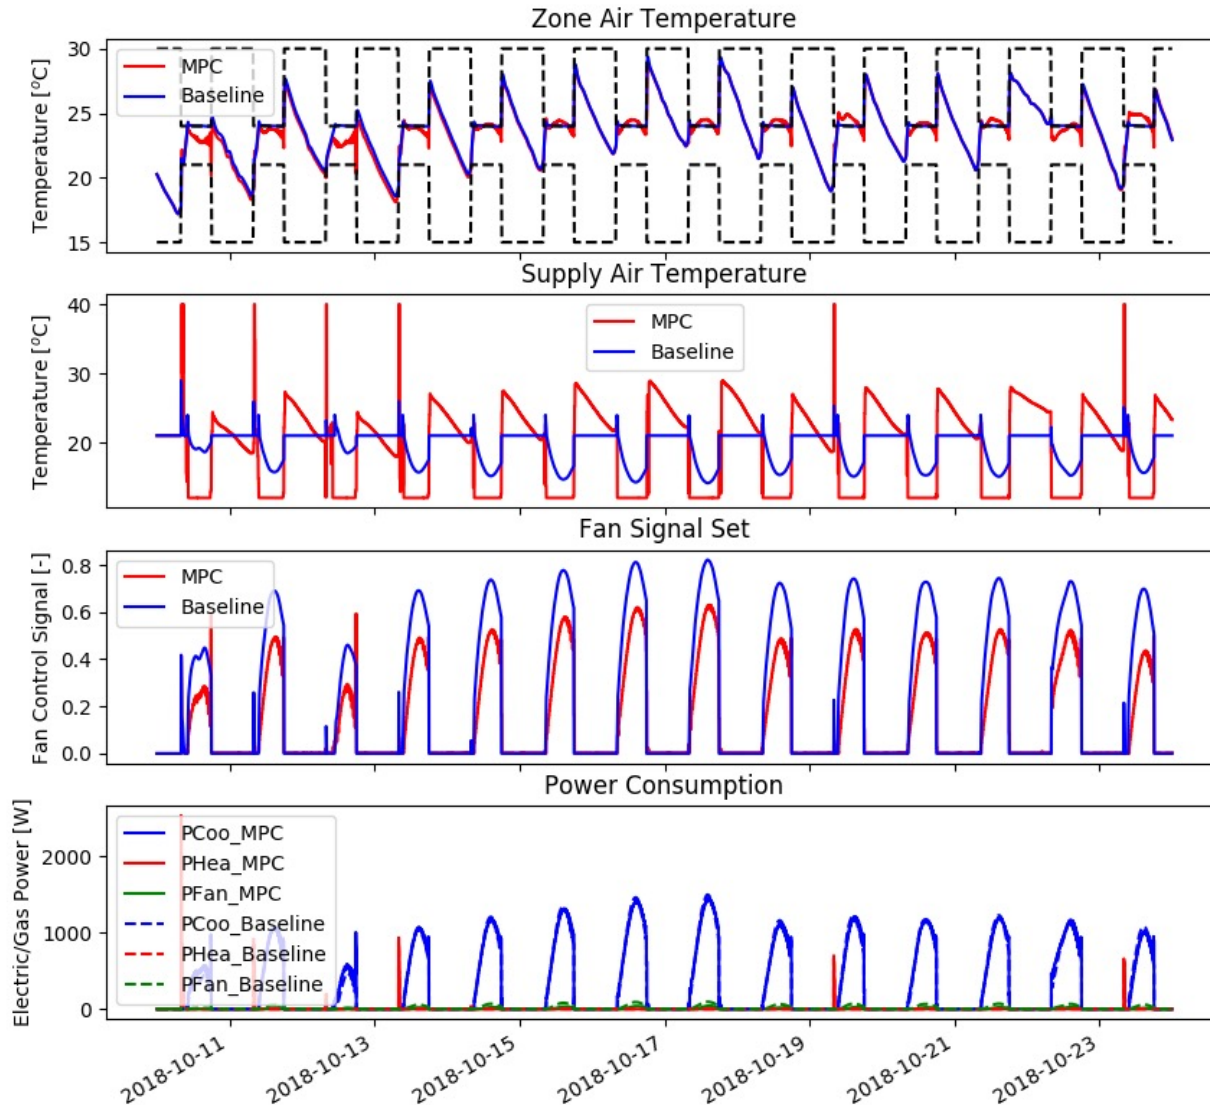 Zone Air Temperature
Temperature [°C]
30
25
20
15
MPC
Baseline
Supply Air Temperature
Temperature [°C]
40
30
20
MPC
Baseline
Fan Signal Set
Fan Control Signal [-]
0.8
0.6
0.4
0.2
0.0
MPC
Baseline
Power Consumption
Electric/Gas Power [W]
2000
1000
0
PCoo_MPC
PHea_MPC
PFan_MPC
PCoo_Baseline
PHea_Baseline
PFan_Baseline
2018-10-11
2018-10-13
2018-10-15
2018-10-17
2018-10-19
2018-10-21
2018-10-23